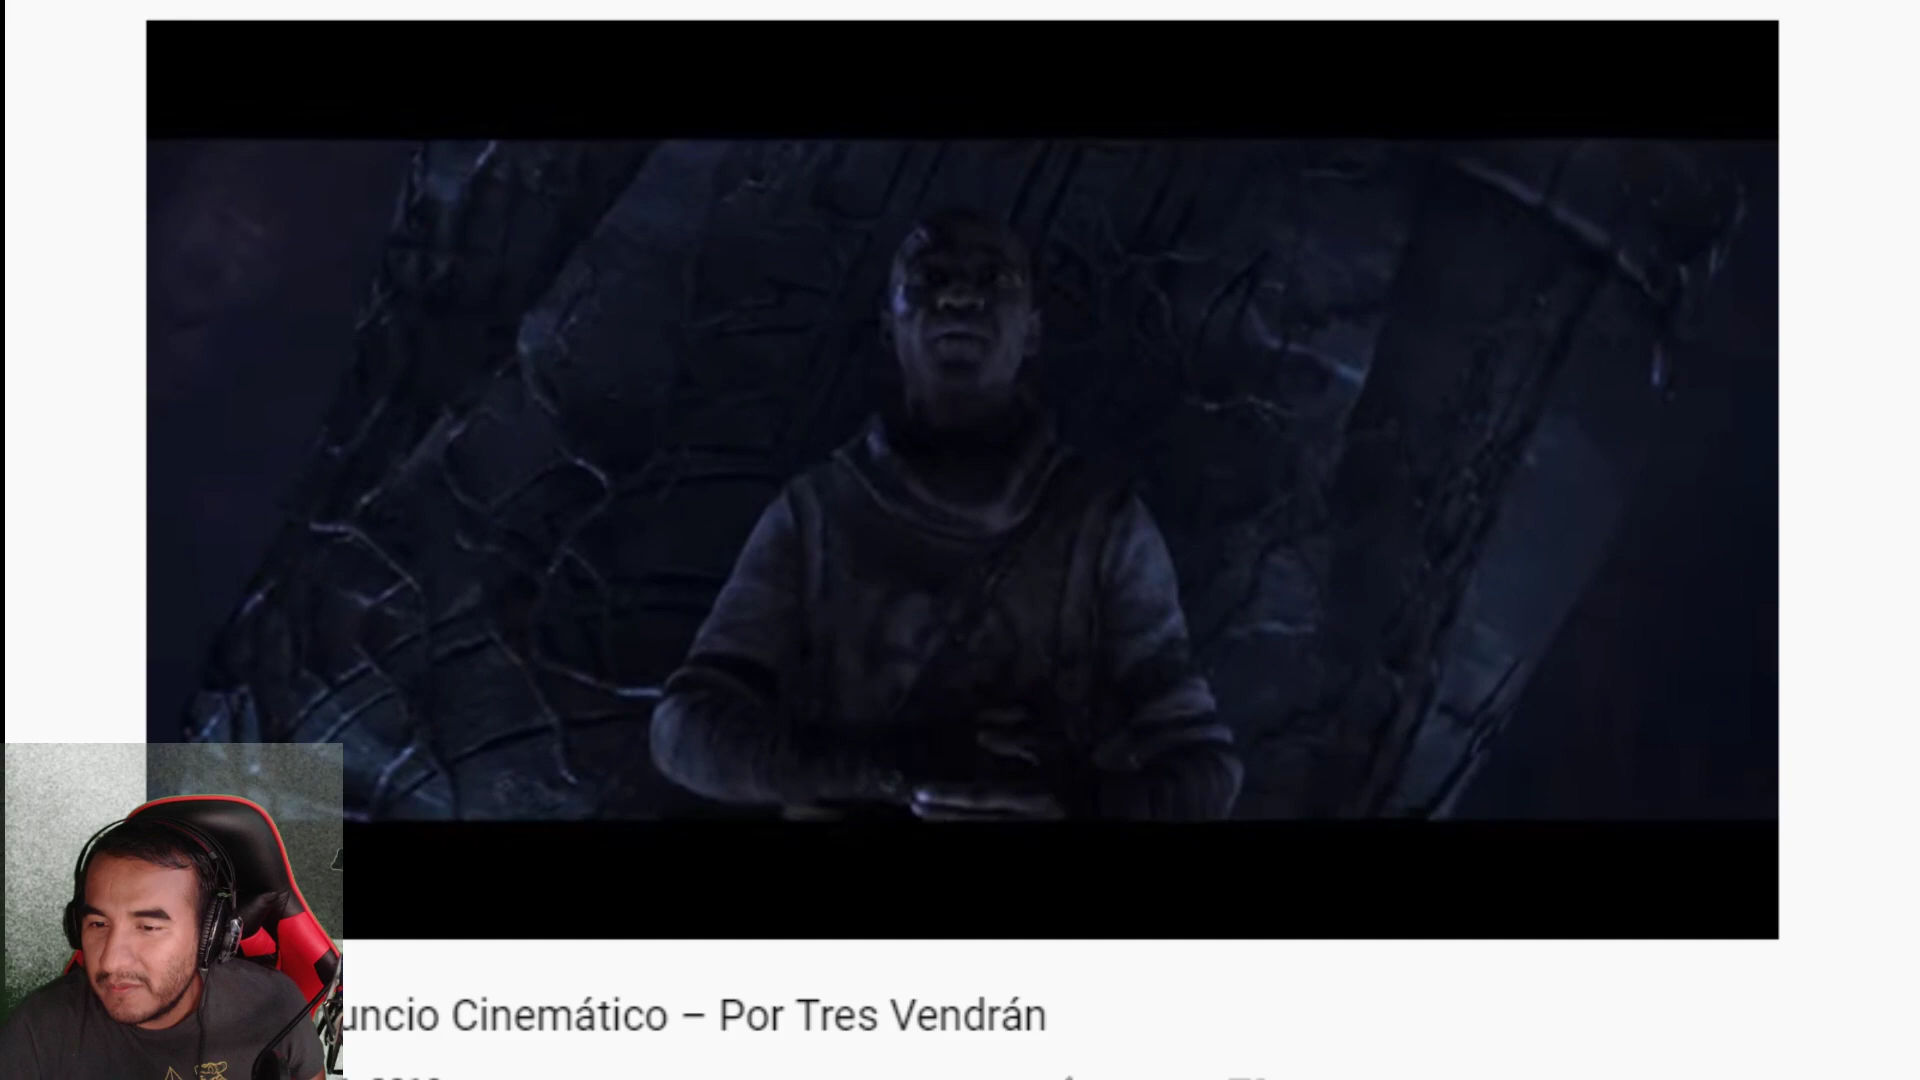 uncio Cinemático – Por Tres Vendrán